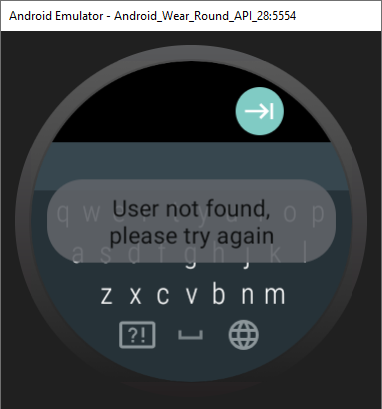 Android Emulator - Android_Wear_Round_API_28:5554
User not found,
please try again
q w e r t y u i o p
a s d f g h j k l
z x c v b n m
?!